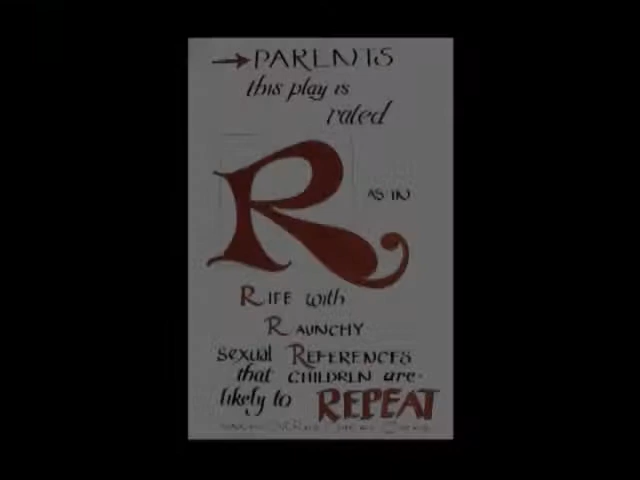 →PARENTS
this play is
rated
R AS IN
RIFE with
RAUNCHY
sexual REFERENCES
that CHILDREN are
likely to REPEAT